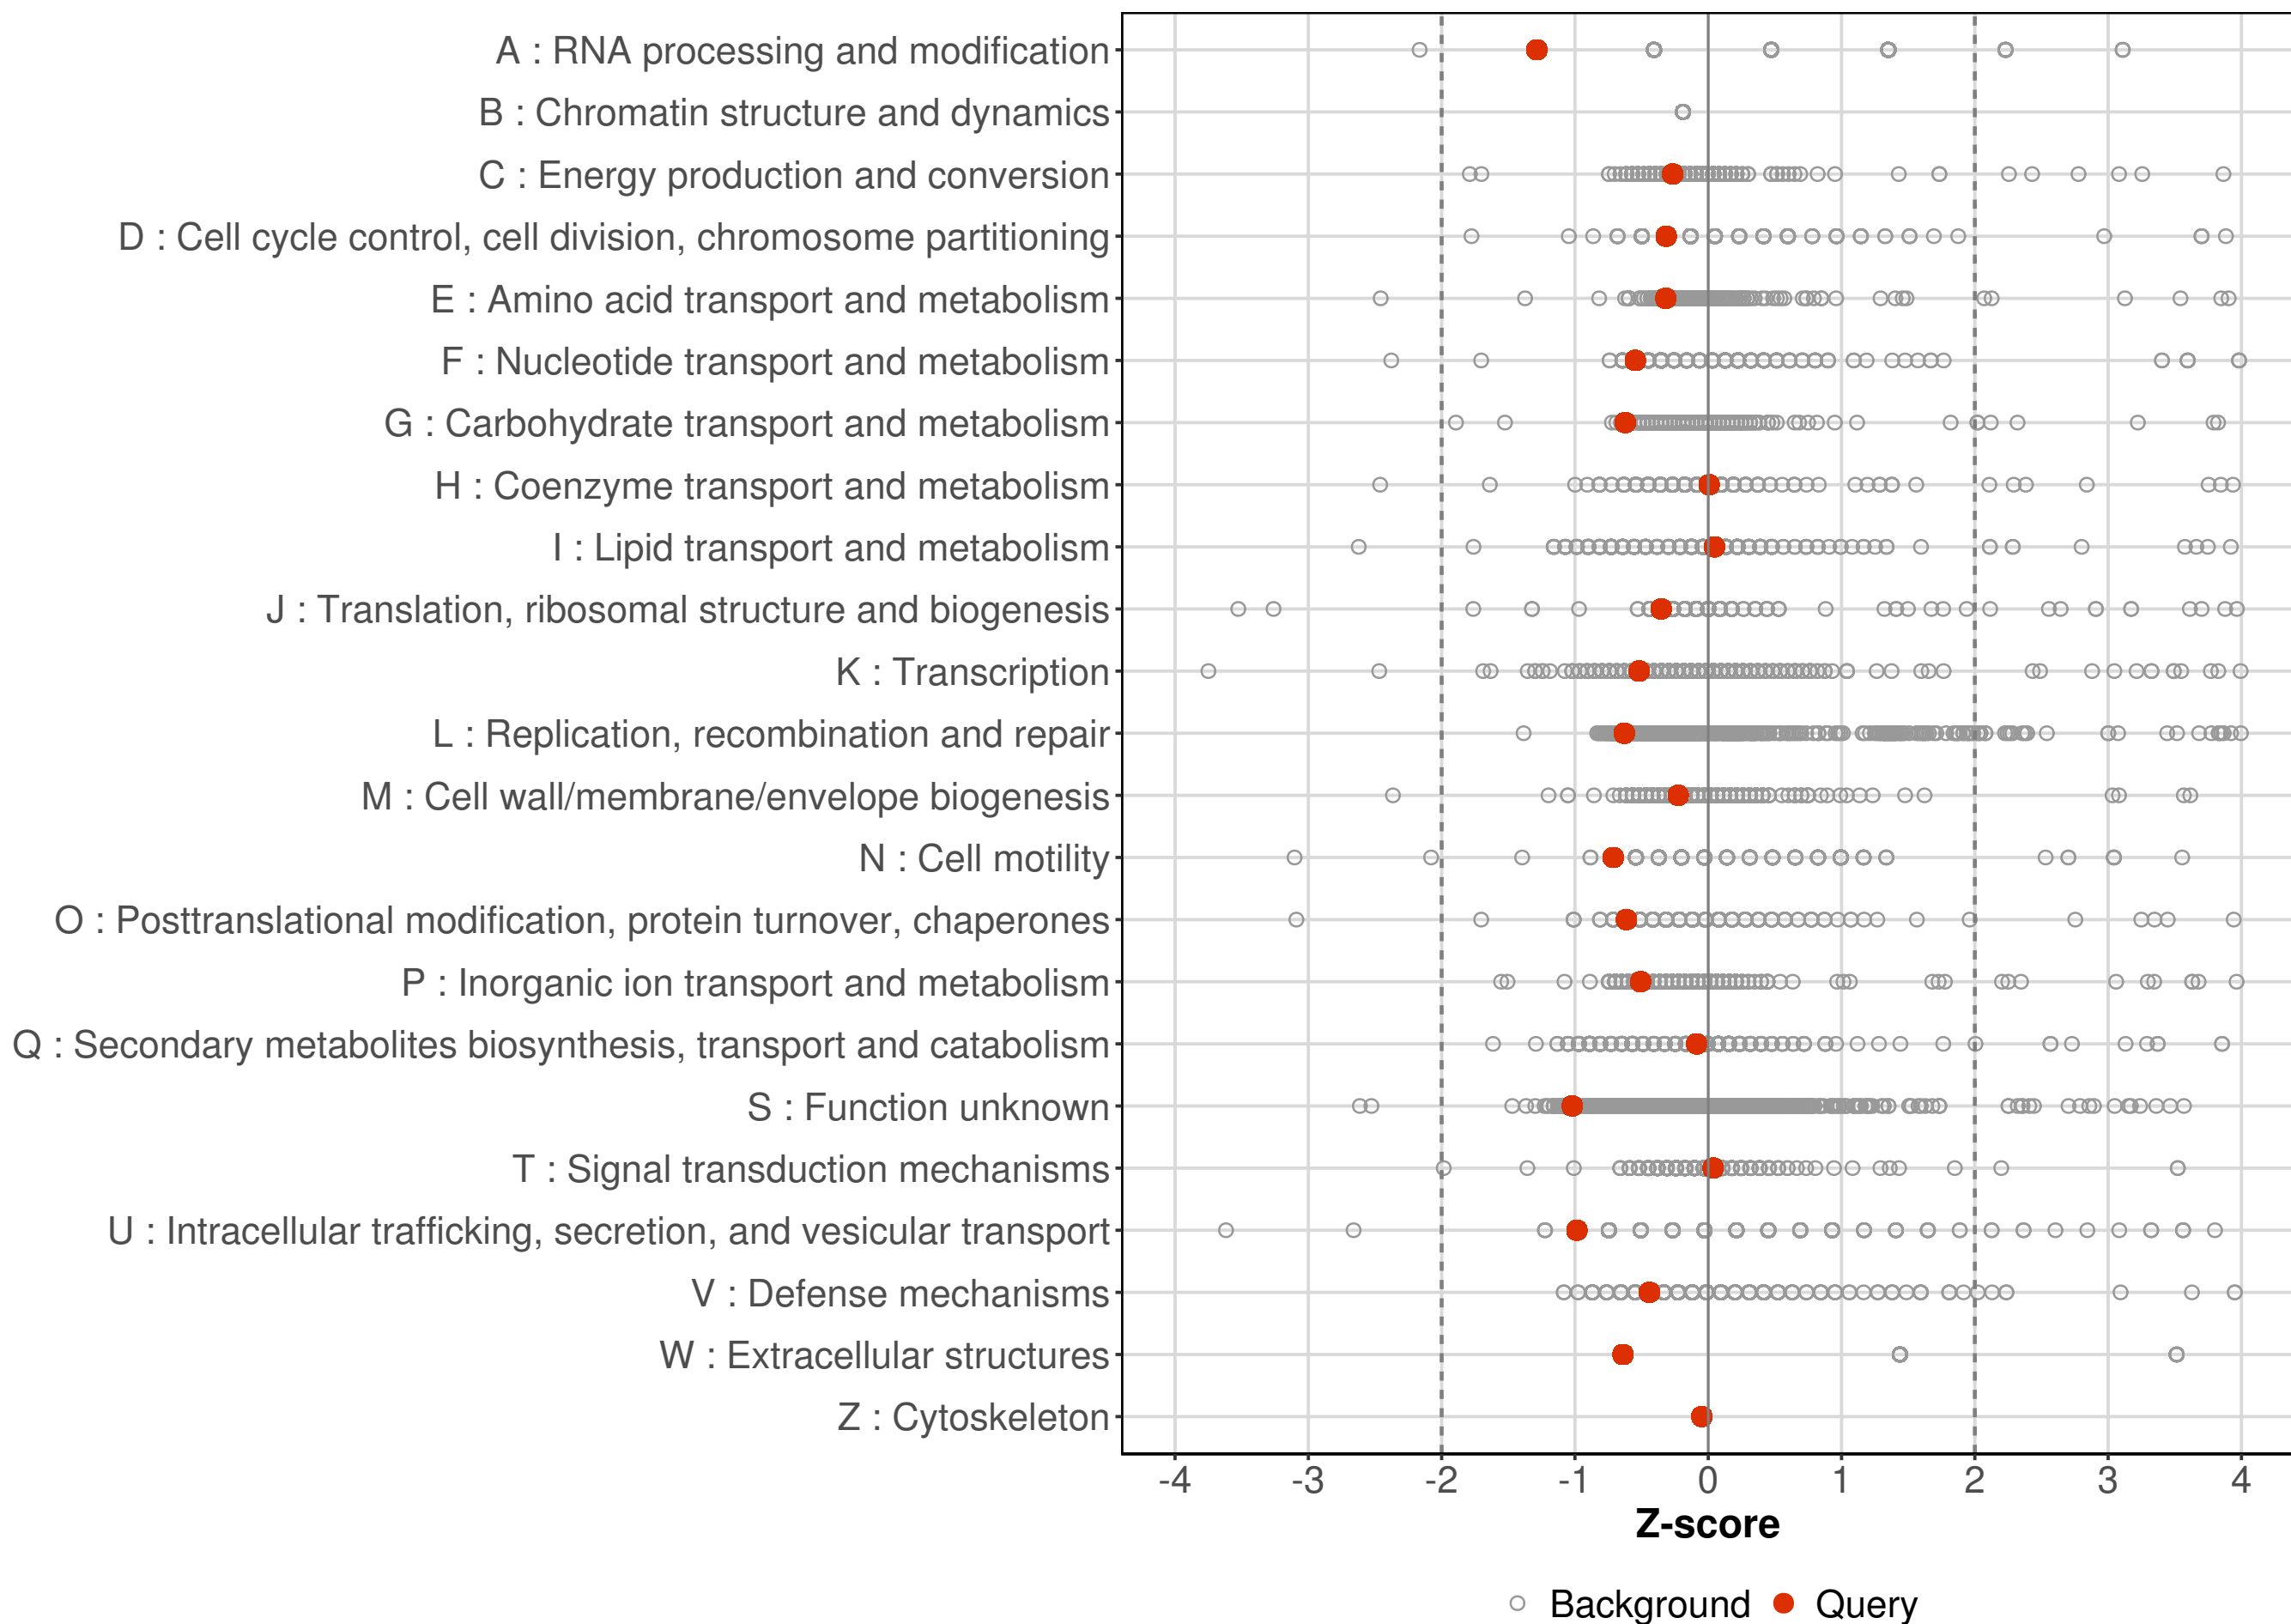 A : RNA processing and modification
B : Chromatin structure and dynamics
C : Energy production and conversion
D : Cell cycle control, cell division, chromosome partitioning
E : Amino acid transport and metabolism
F : Nucleotide transport and metabolism
G : Carbohydrate transport and metabolism
H : Coenzyme transport and metabolism
I : Lipid transport and metabolism
J : Translation, ribosomal structure and biogenesis
K : Transcription
L : Replication, recombination and repair
M : Cell wall/membrane/envelope biogenesis
N : Cell motility
O : Posttranslational modification, protein turnover, chaperones
P : Inorganic ion transport and metabolism
Q : Secondary metabolites biosynthesis, transport and catabolism
S : Function unknown
T : Signal transduction mechanisms
U : Intracellular trafficking, secretion, and vesicular transport
V : Defense mechanisms
W : Extracellular structures
Z : Cytoskeleton
-4 -3 -2 -1 0 1 2 3 4
Z-score
Background Query